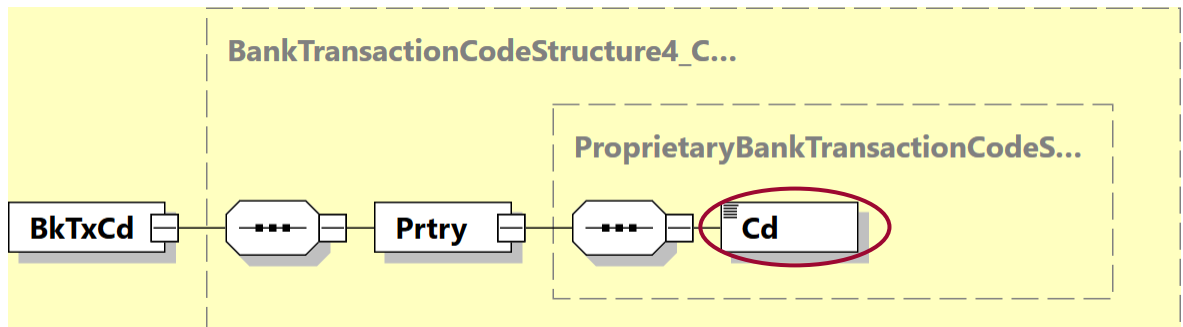 BankTransactionCodeStructure4_C...
ProprietaryBankTransactionCodeS...
BkTxCd
Prtry
Cd